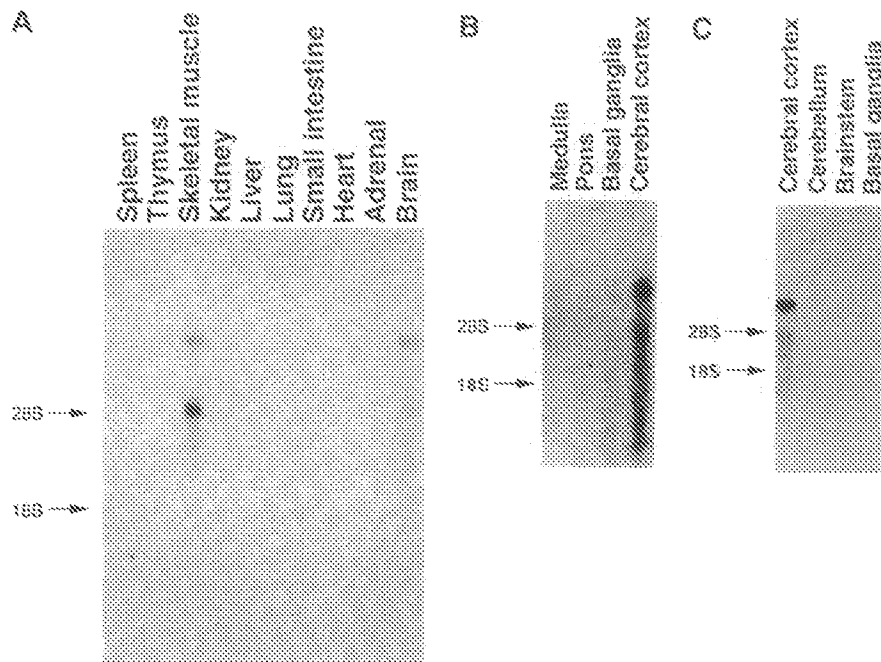 A
Spleen
Thymus
Skeletal muscle
Kidney
Liver
Lung
Small intestine
Heart
Adrenal
Brain
28S
18S
B
Medulla
Pons
Basal ganglia
Cerebral cortex
28S
18S
C
Cerebral cortex
Cerebellum
Brainstem
Basal ganglia
28S
18S